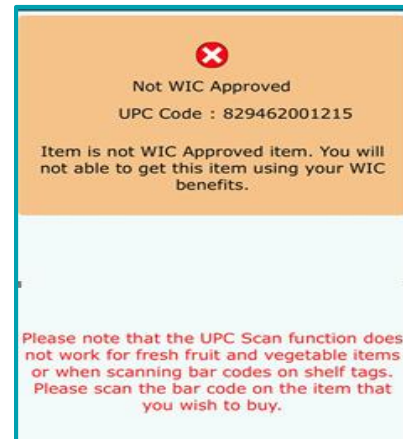 Not WIC Approved
UPC Code : 829462001215
Item is not WIC Approved item. You will
not able to get this item using your WIC
benefits.
Please note that the UPC Scan function does
not work for fresh fruit and vegetable items
or when scanning bar codes on shelf tags.
Please scan the bar code on the item that
you wish to buy.